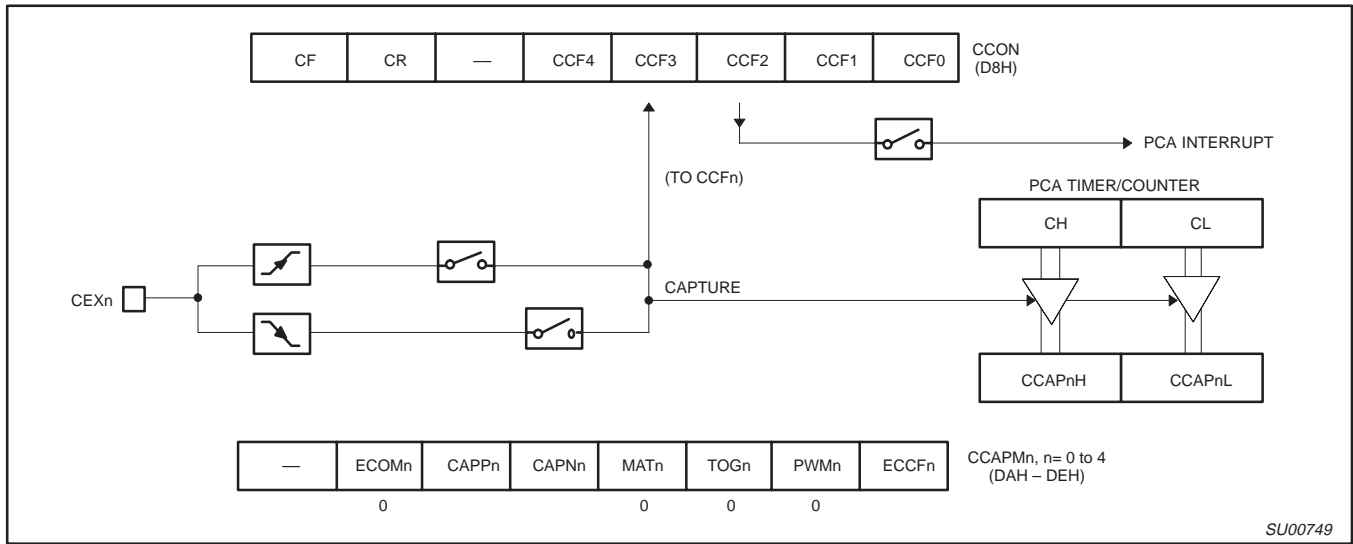 CF CR –– CCF4 CCF3 CCF2 CCF1 CCF0
CCON
(D8H)
PCA INTERRUPT
(TO CCFn)
PCA TIMER/COUNTER
CH CL
CEXn
CAPTURE
CCAPnH CCAPnL
— ECOMn CAPPn CAPNn MATn TOGn PWMn ECCFn
CCAPMn, n= 0 to 4
(DAH – DEH)
0 0 0 0
SU00749